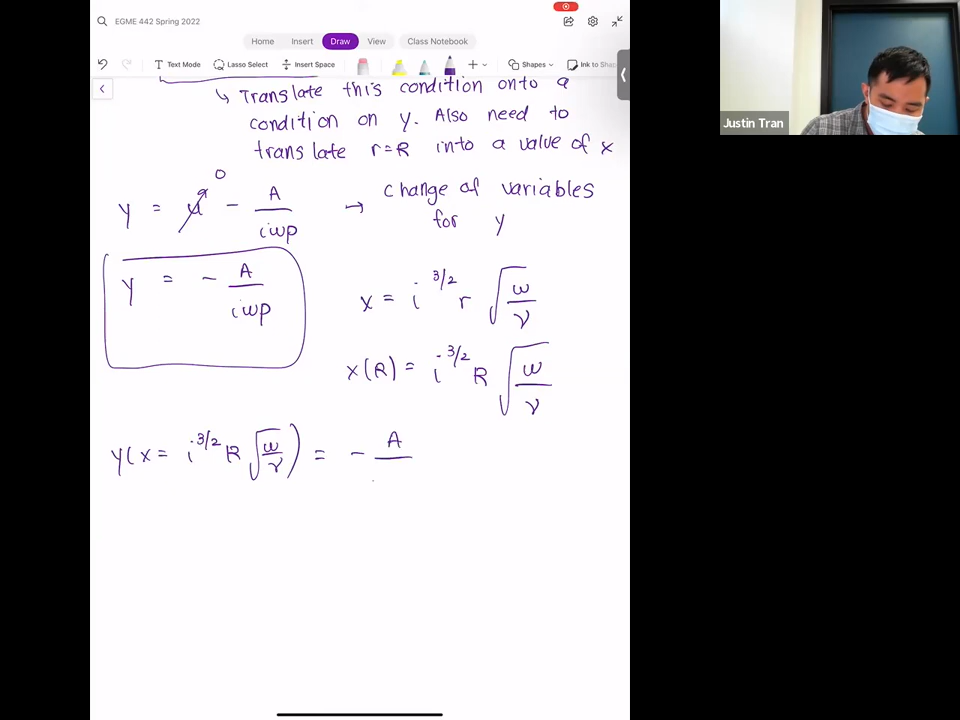 EGME 442 Spring 2022
Home Insert Draw View Class Notebook
Text Mode Lasso Select Insert Space Shapes Ink to Shap
↳ Translate this condition onto a
condition on y. Also need to
translate r=R into a value of x
0
y = u - A/iωρ → change of variables
for y
y = - A/iωρ
x = i^3/2 r √(ω/ν)
x(R) = i^3/2 R √(ω/ν)
y(x = i^3/2 R √(ω/ν)) = - A
Justin Tran